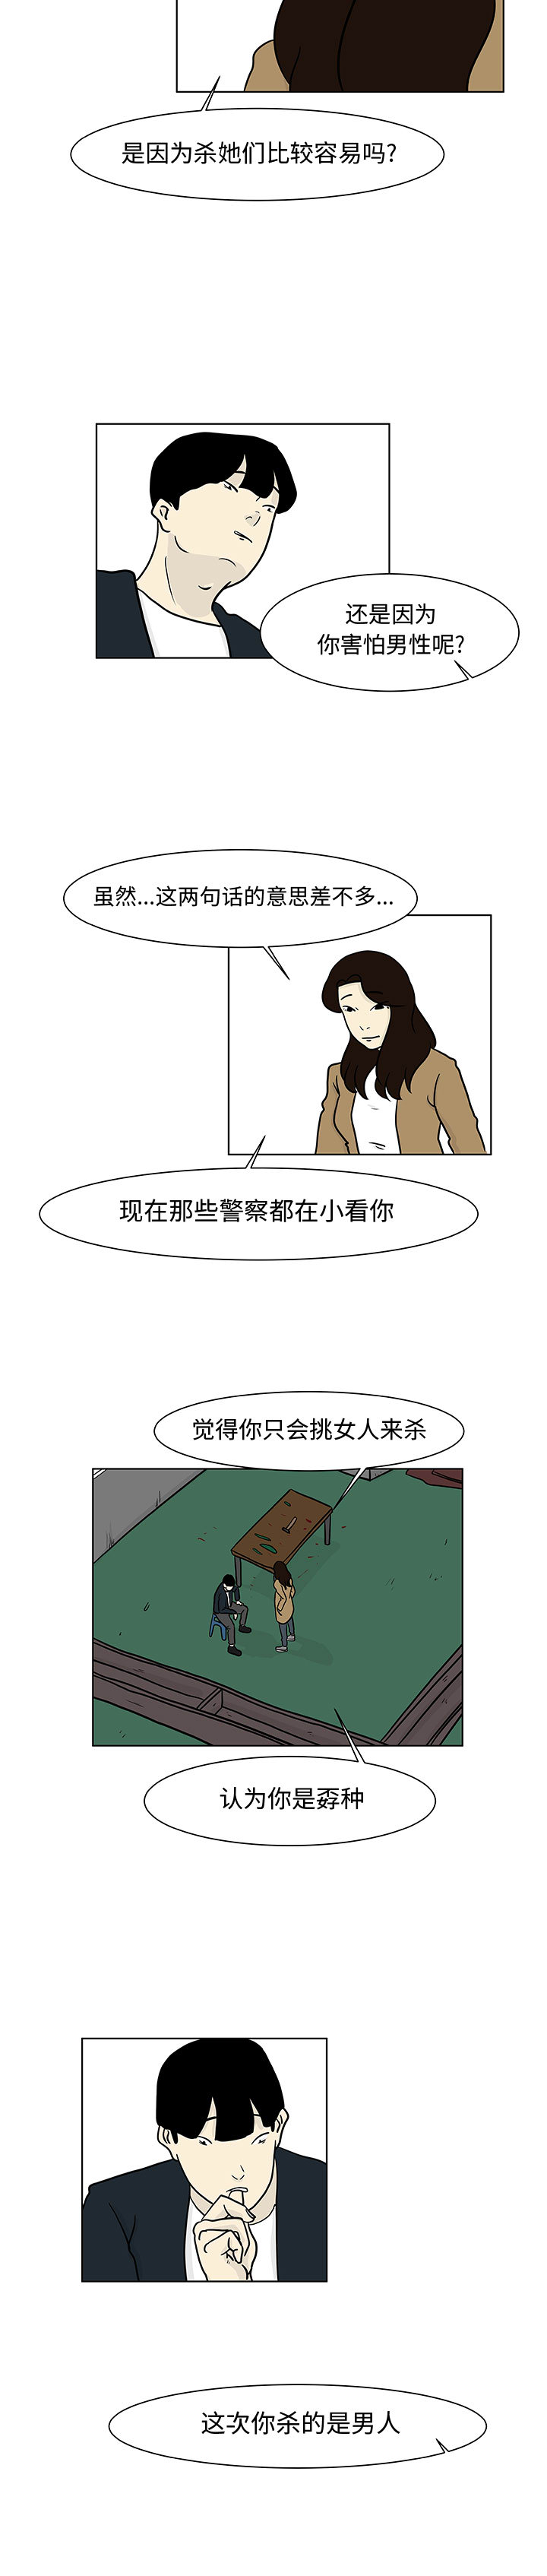 是因为杀她们比较容易吗?
还是因为
你害怕男性呢?
虽然...这两句话的意思差不多...
现在那些警察都在小看你
觉得你只会挑女人来杀
认为你是孬种
这次你杀的是男人